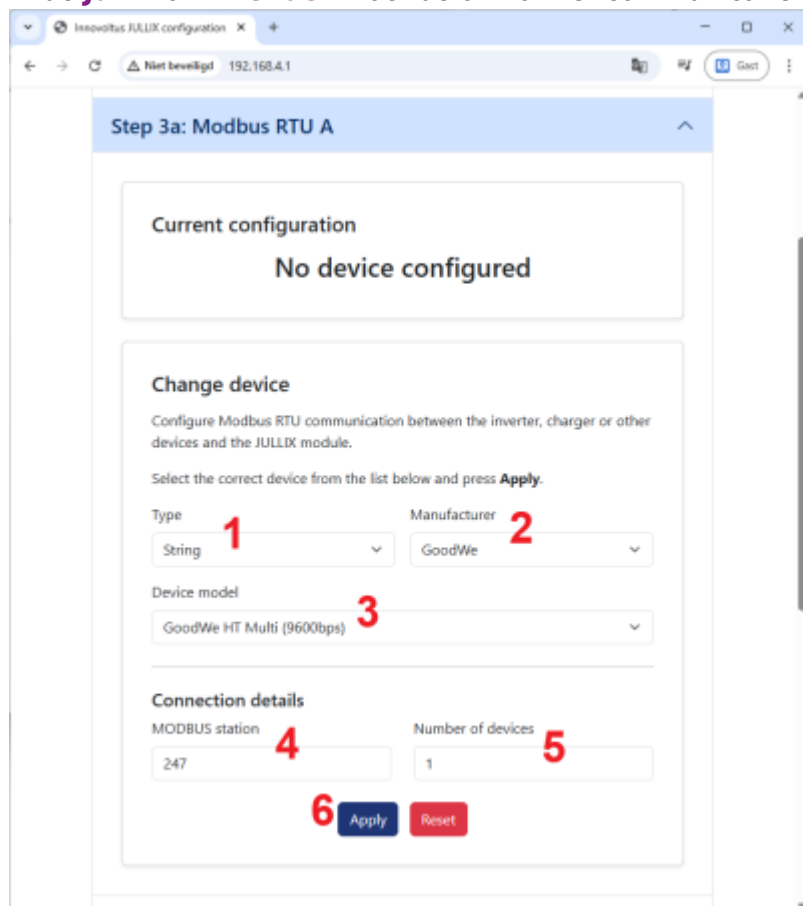 Innovoltus JULLIX configuration
Niet beveiligd 192.168.4.1 Gast
Step 3a: Modbus RTU A
Current configuration
No device configured
Change device
Configure Modbus RTU communication between the inverter, charger or other
devices and the JULLIX module.
Select the correct device from the list below and press Apply.
Type 1 Manufacturer 2
String GoodWe
Device model 3
GoodWe HT Multi (9600bps)
Connection details
MODBUS station 4 Number of devices 5
247 1
6 Apply Reset